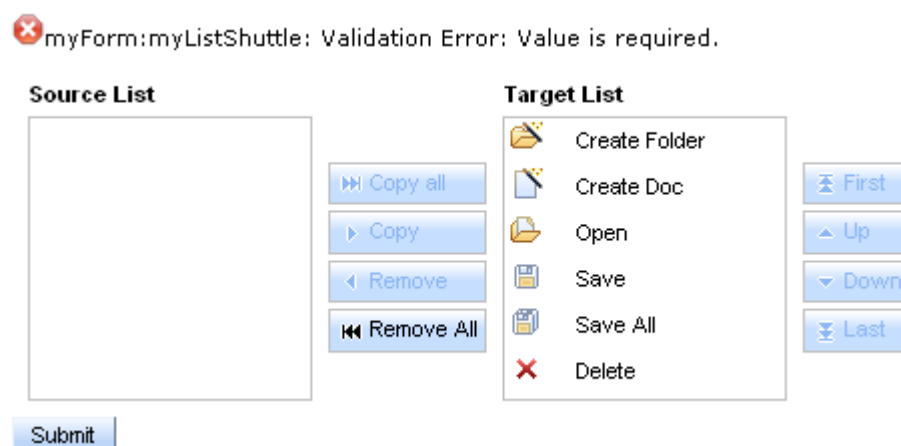 myForm:myListShuttle: Validation Error: Value is required.
Source List
Target List
Copy all
Copy
Remove
Remove All
Create Folder
Create Doc
Open
Save
Save All
Delete
First
Up
Down
Last
Submit